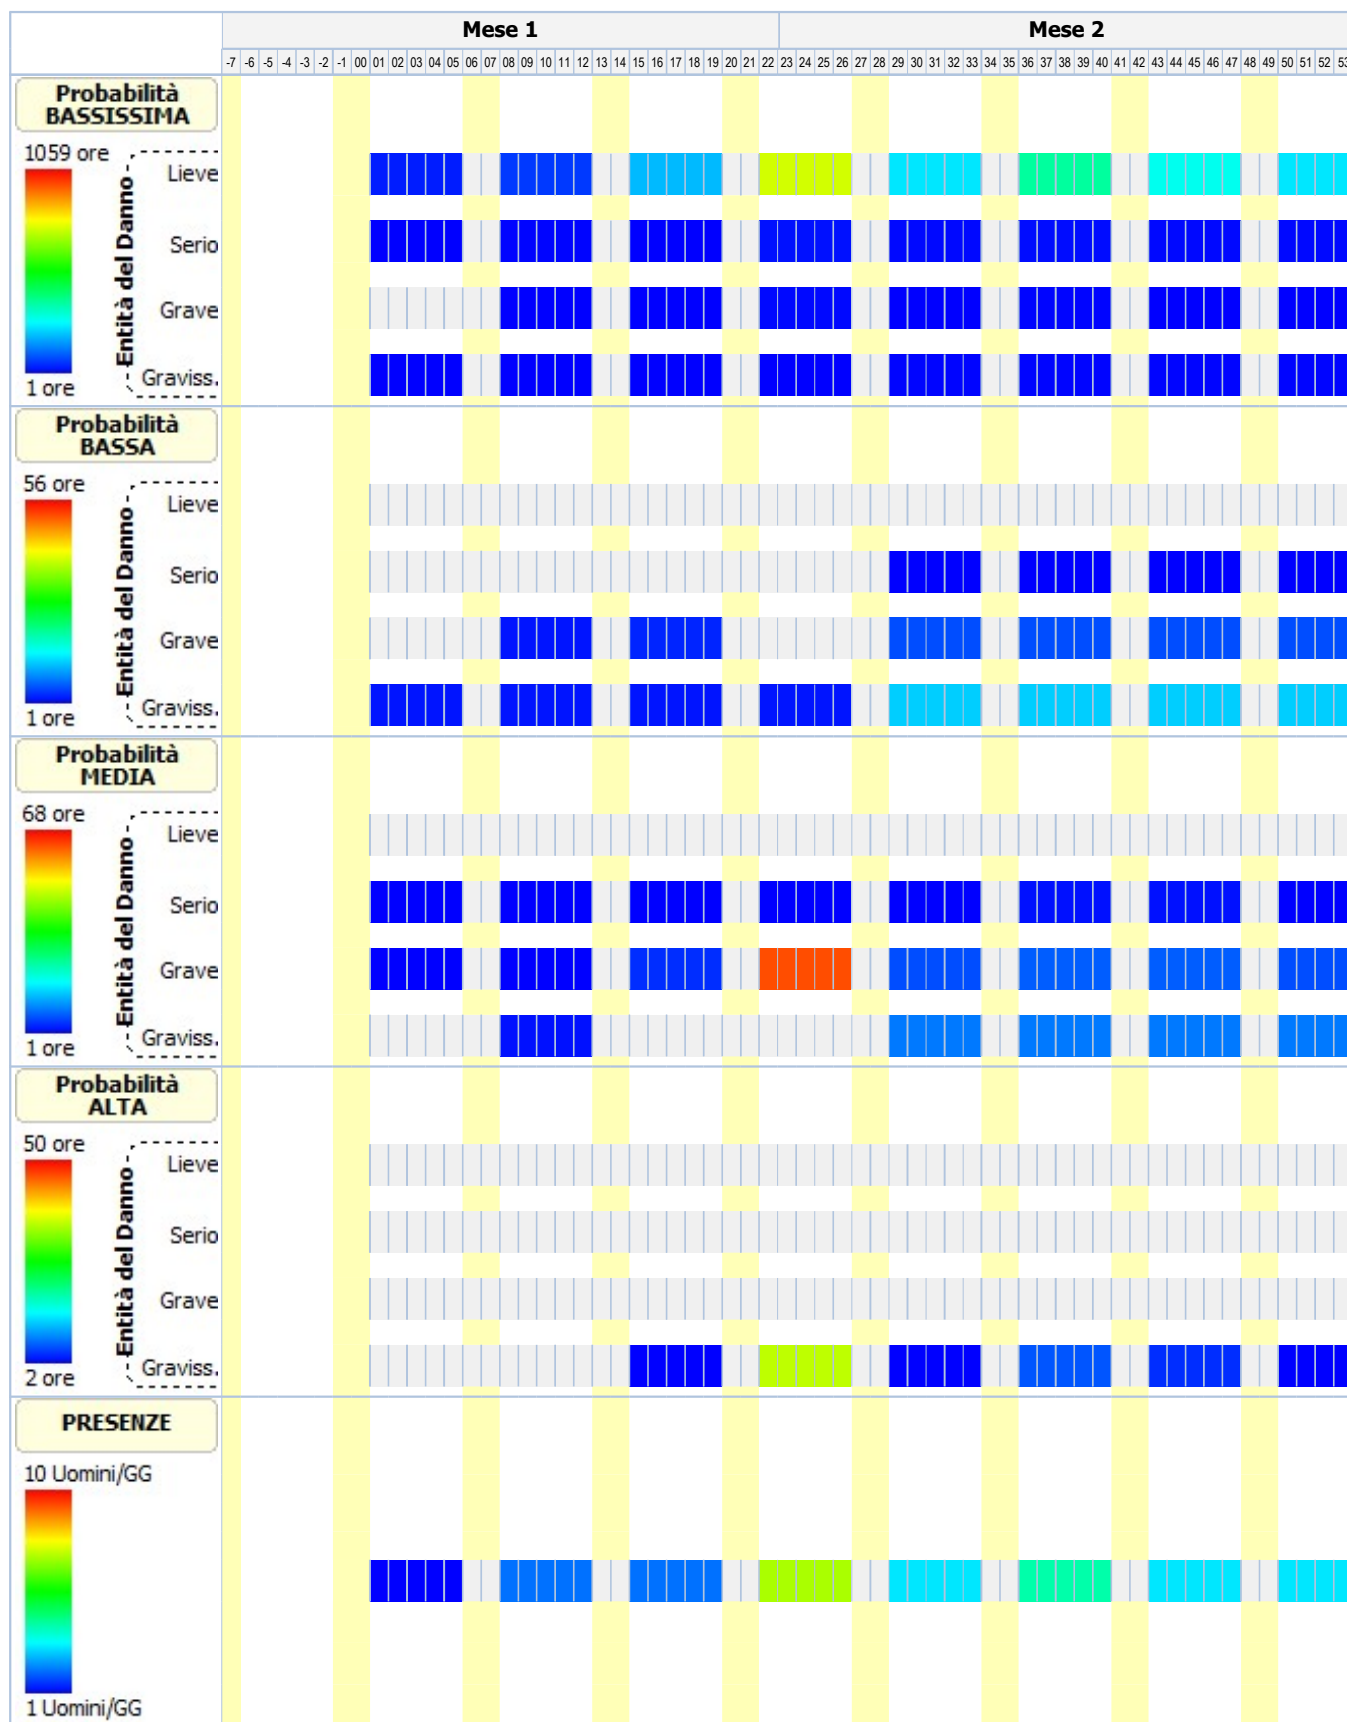 Mese 1 Mese 2
-7 -6 -5 -4 -3 -2 -1 00 01 02 03 04 05 06 07 08 09 10 11 12 13 14 15 16 17 18 19 20 21 22 23 24 25 26 27 28 29 30 31 32 33 34 35 36 37 38 39 40 41 42 43 44 45 46 47 48 49 50 51 52 53
Probabilità
BASSISSIMA
1059 ore
Entità del Danno
Lieve
Serio
Grave
Graviss.
1 ore
Probabilità
BASSA
56 ore
Entità del Danno
Lieve
Serio
Grave
Graviss.
1 ore
Probabilità
MEDIA
68 ore
Entità del Danno
Lieve
Serio
Grave
Graviss.
1 ore
Probabilità
ALTA
50 ore
Entità del Danno
Lieve
Serio
Grave
Graviss.
2 ore
PRESENZE
10 Uomini/GG
1 Uomini/GG